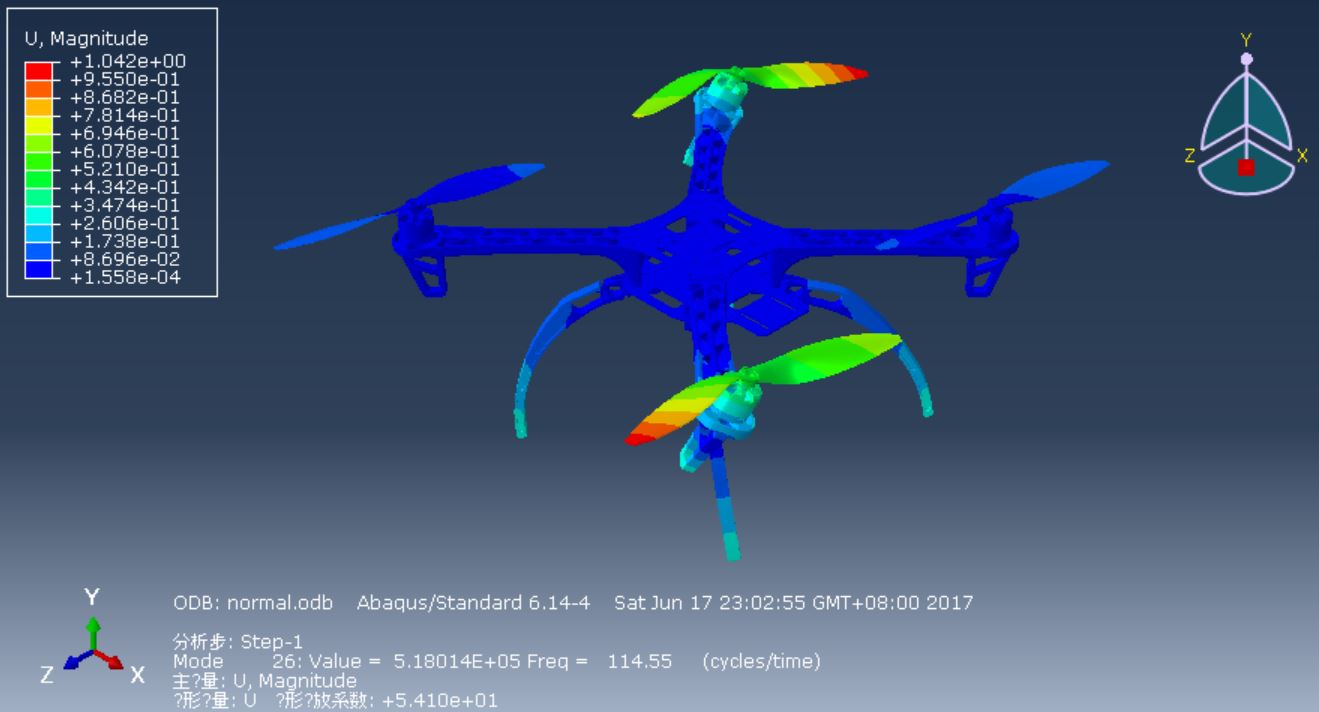 U, Magnitude
+1.042e+00
+9.550e-01
+8.682e-01
+7.814e-01
+6.946e-01
+6.078e-01
+5.210e-01
+4.342e-01
+3.474e-01
+2.606e-01
+1.738e-01
+8.696e-02
+1.558e-04
Y
Z X
Y
Z X
ODB: normal.odb Abaqus/Standard 6.14-4 Sat Jun 17 23:02:55 GMT+08:00 2017
分析步: Step-1
Mode 26: Value = 5.18014E+05 Freq = 114.55 (cycles/time)
主?量: U, Magnitude
?形?量: U ?形?放系数: +5.410e+01